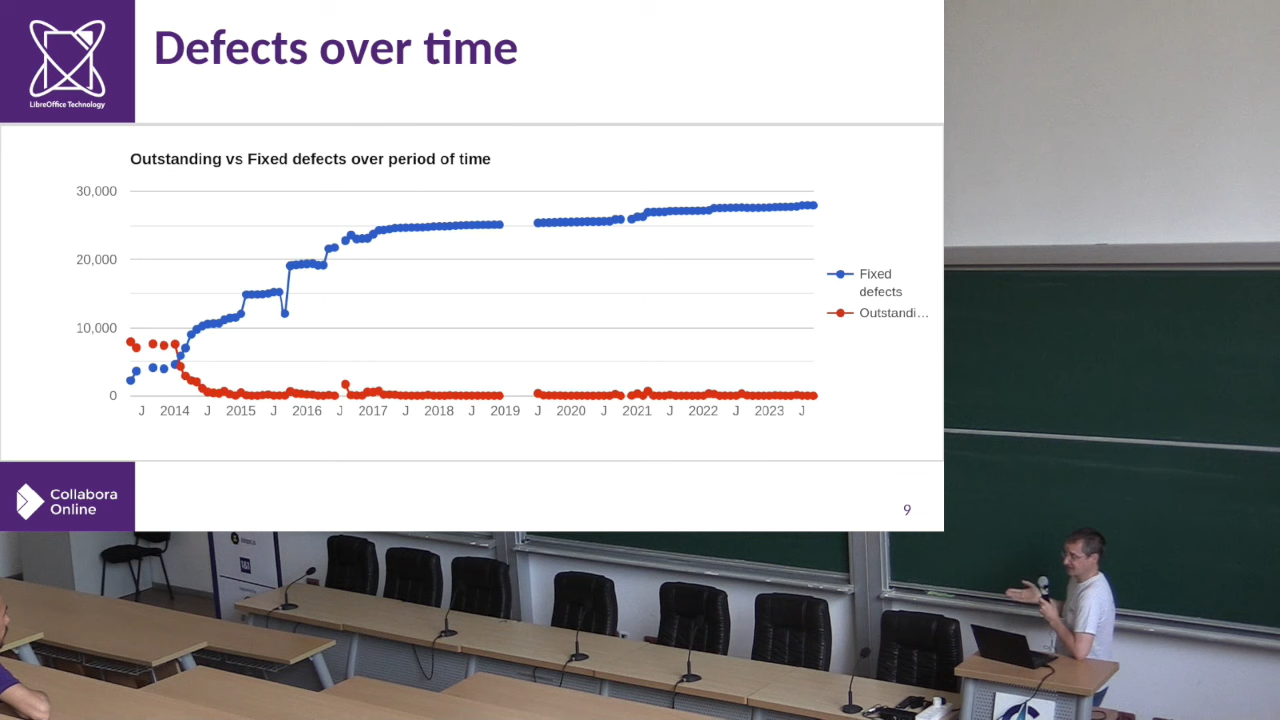 LibreOffice Technology
Defects over time
Outstanding vs Fixed defects over period of time
30,000
20,000
10,000
0
J 2014 J 2015 J 2016 J 2017 J 2018 J 2019 J 2020 J 2021 J 2022 J 2023 J
Fixed
defects
Outstandi...
Collabora
Online
9